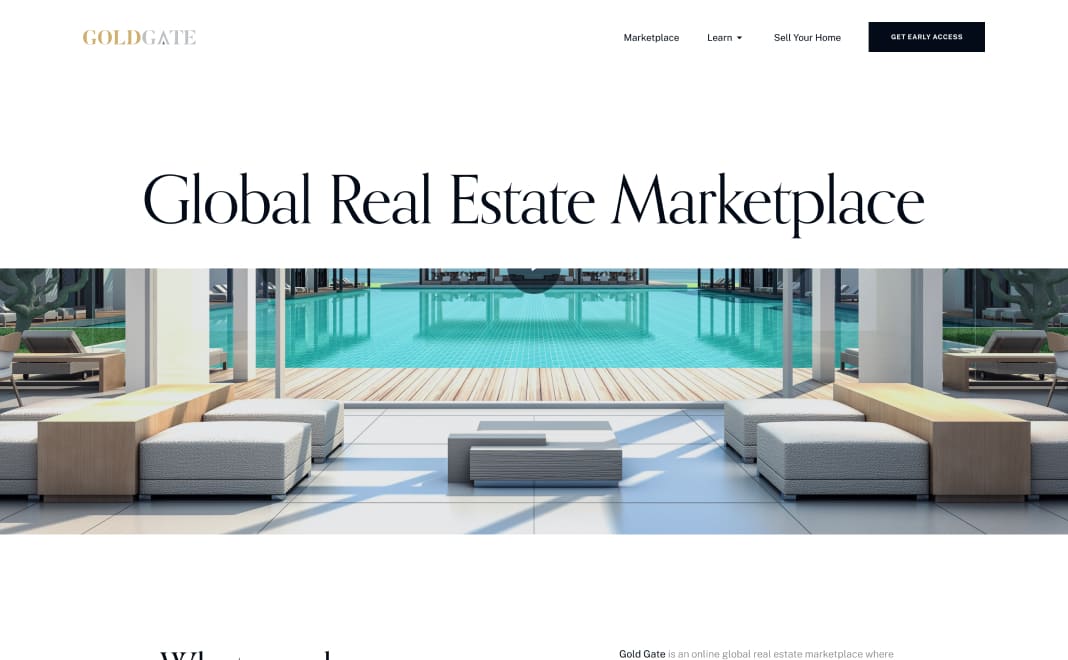 GOLDGATE
Marketplace
Learn
Sell Your Home
GET EARLY ACCESS
Global Real Estate Marketplace
Gold Gate is an online global real estate marketplace where